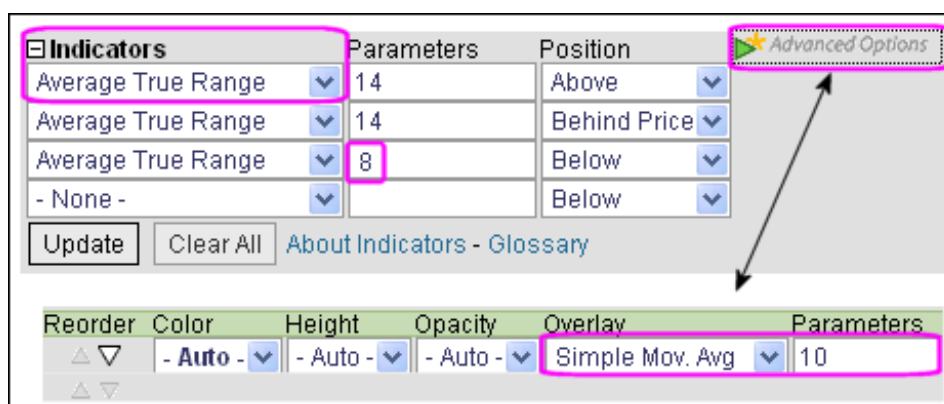 Indicators Parameters Position Advanced Options
Average True Range 14 Above
Average True Range 14 Behind Price
Average True Range 8 Below
- None - Below
Update Clear All About Indicators - Glossary
Reorder Color Height Opacity Overlay Parameters
- Auto - - Auto - - Auto - Simple Mov. Avg 10